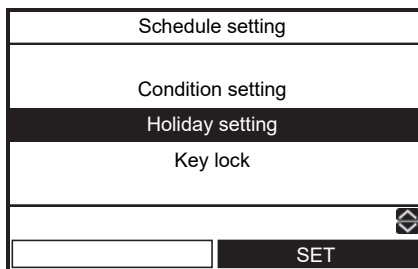 Schedule setting
Condition setting
Holiday setting
Key lock
SET